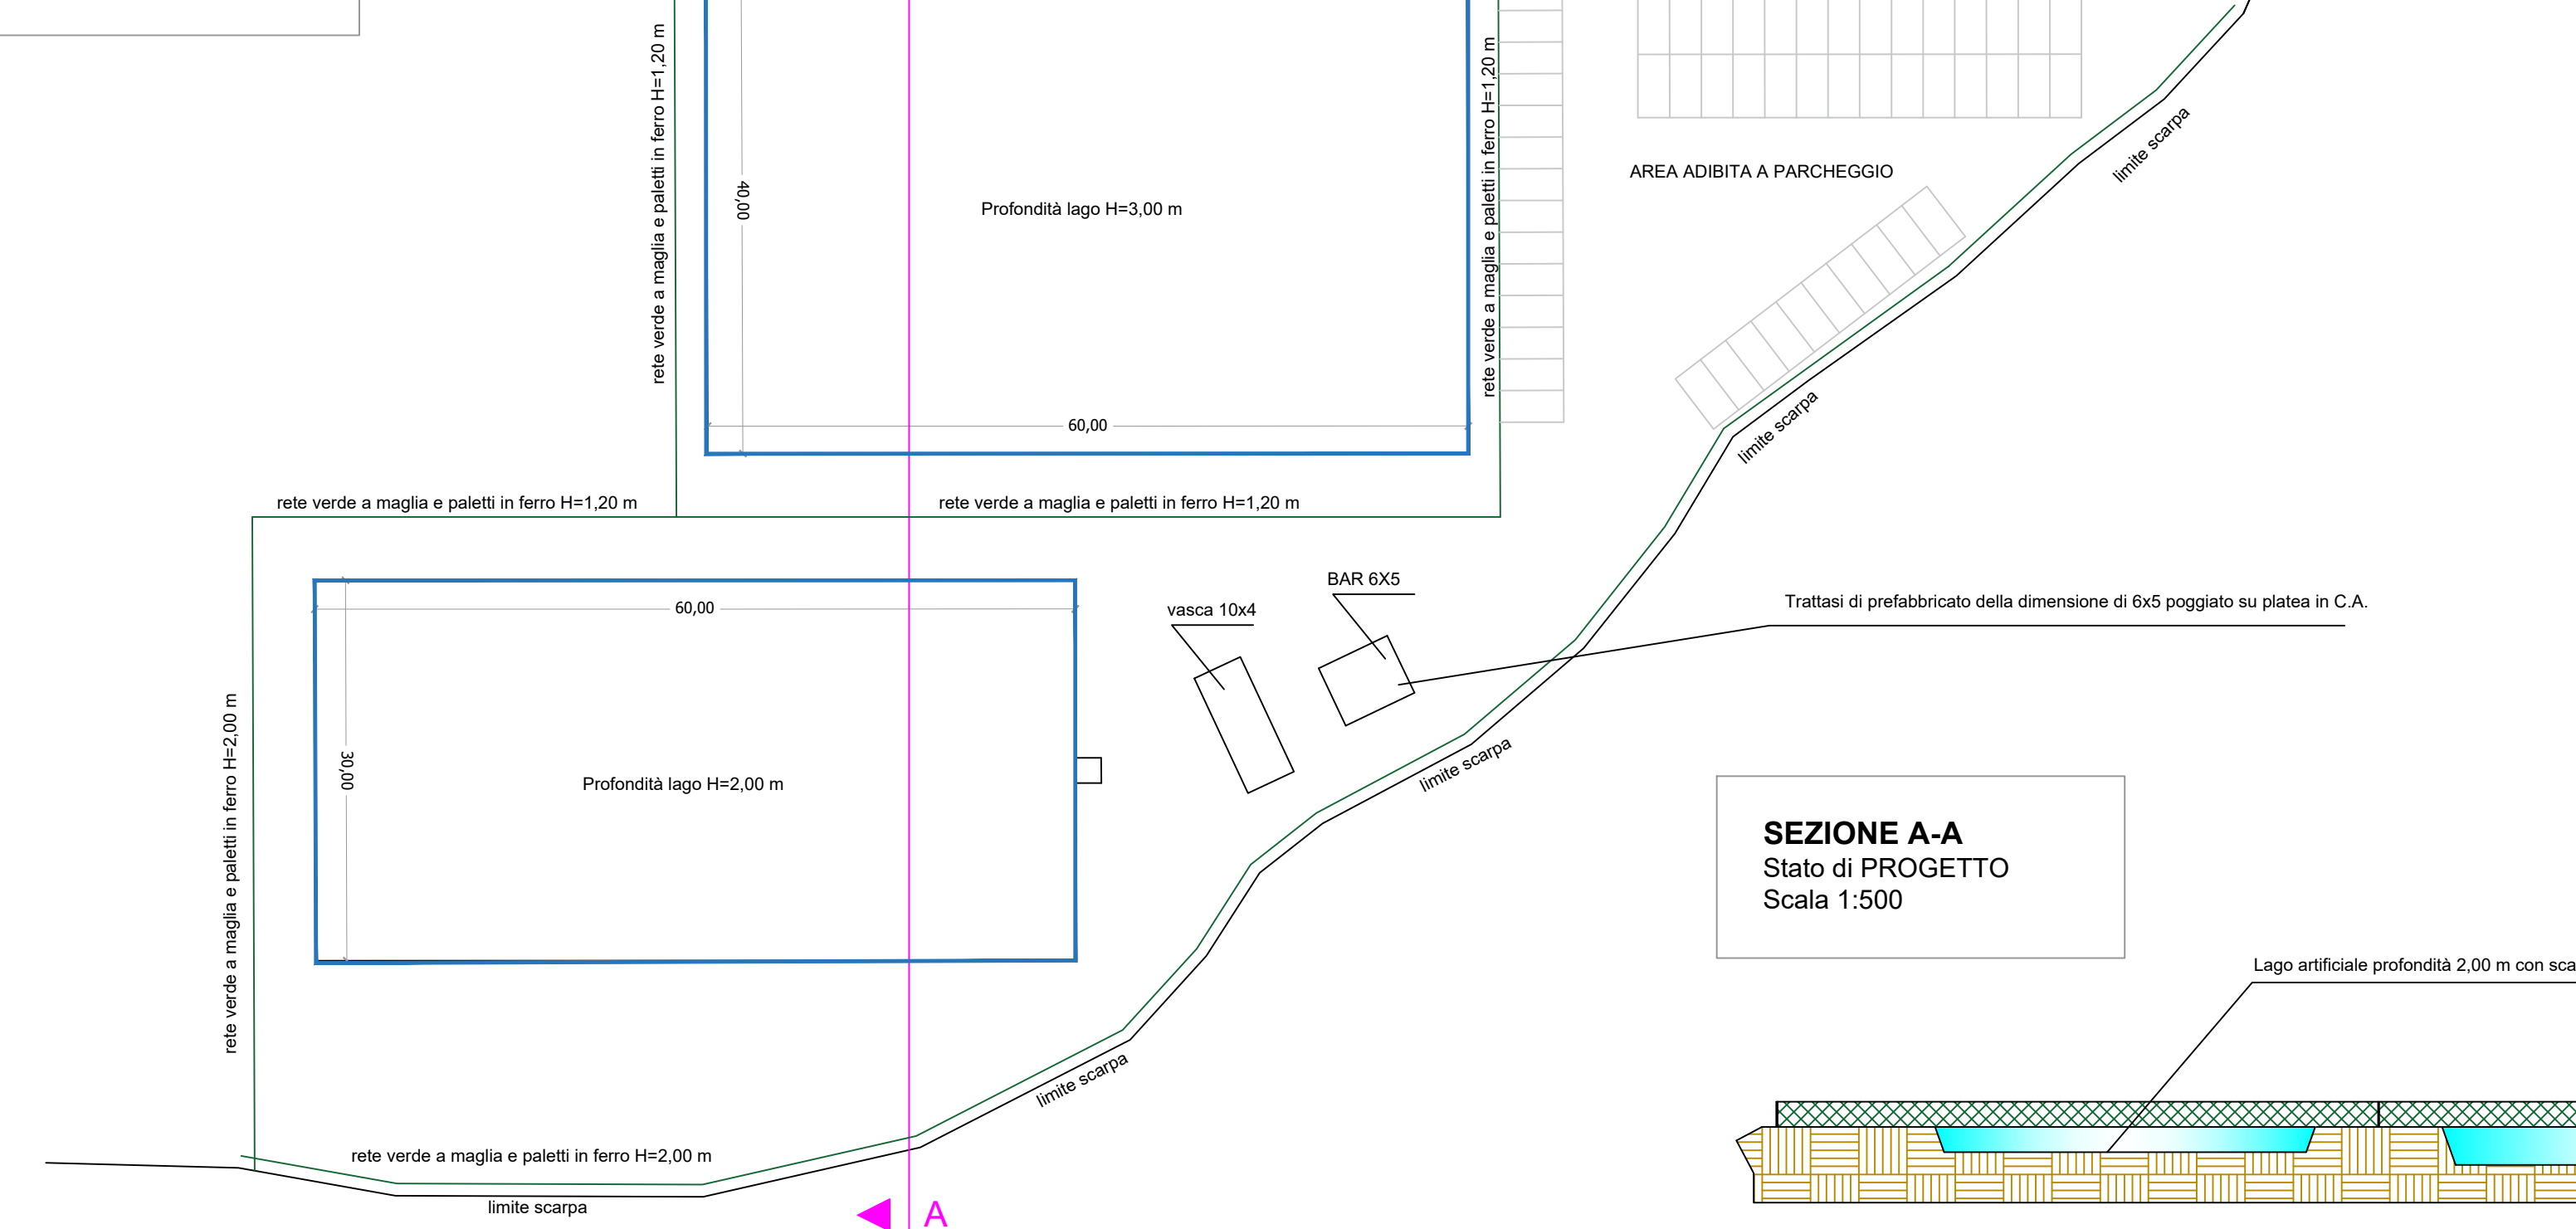 rete verde a maglia e paletti in ferro H=1,20 m
40,00
Profondità lago H=3,00 m
60,00
rete verde a maglia e paletti in ferro H=1,20 m
AREA ADIBITA A PARCHEGGIO
limite scarpa
limite scarpa
rete verde a maglia e paletti in ferro H=1,20 m
rete verde a maglia e paletti in ferro H=1,20 m
60,00
30,00
Profondità lago H=2,00 m
rete verde a maglia e paletti in ferro H=2,00 m
vasca 10x4
BAR 6X5
Trattasi di prefabbricato della dimensione di 6x5 poggiato su platea in C.A.
limite scarpa
limite scarpa
rete verde a maglia e paletti in ferro H=2,00 m
limite scarpa
A
SEZIONE A-A
Stato di PROGETTO
Scala 1:500
Lago artificiale profondità 2,00 m con sca